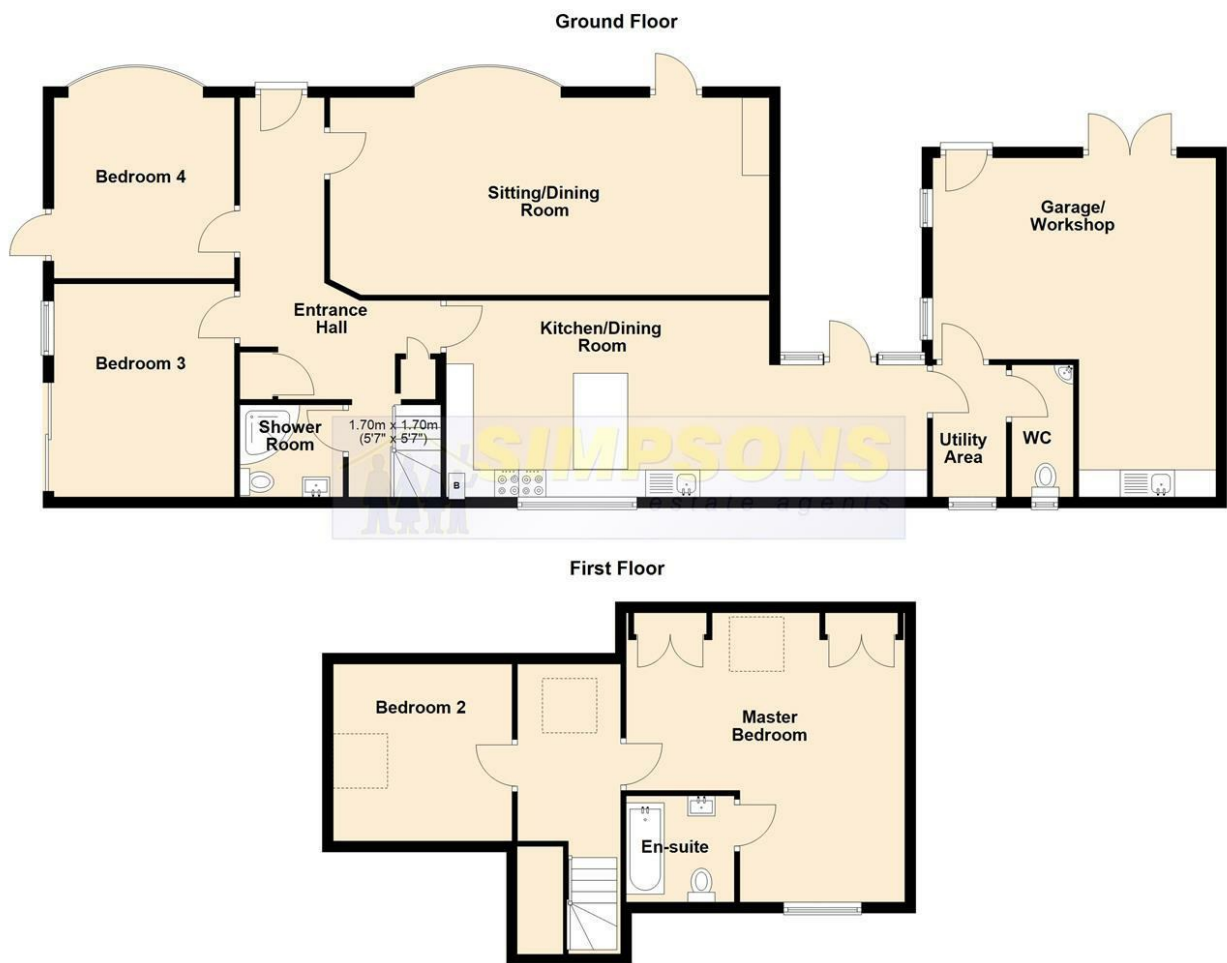 Ground Floor
Bedroom 4
Sitting/Dining
Room
Garage/
Workshop
Entrance
Hall
Kitchen/Dining
Room
Bedroom 3
Shower
Room
1.70m x 1.70m
(5'7" x 5'7")
SIMPSONS
estate agents
B
Utility
Area
WC
First Floor
Bedroom 2
Master
Bedroom
En-suite